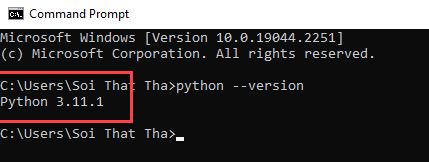 Command Prompt
Microsoft Windows [Version 10.0.19044.2251]
(c) Microsoft Corporation. All rights reserved.
C:\Users\Soi That Tha>python --version
Python 3.11.1
C:\Users\Soi That Tha>